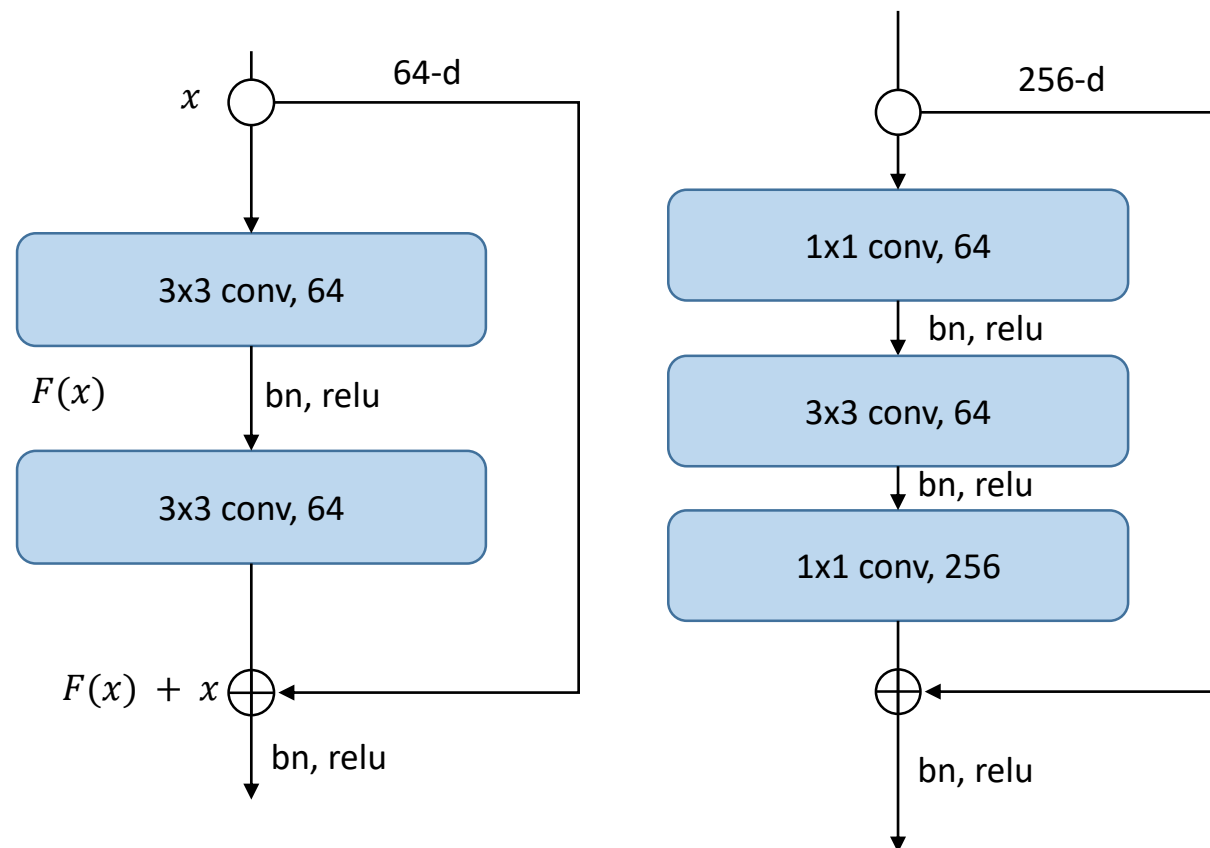 64-d
x
3x3 conv, 64
F(x)
bn, relu
3x3 conv, 64
F(x) + x
bn, relu
256-d
1x1 conv, 64
bn, relu
3x3 conv, 64
bn, relu
1x1 conv, 256
bn, relu